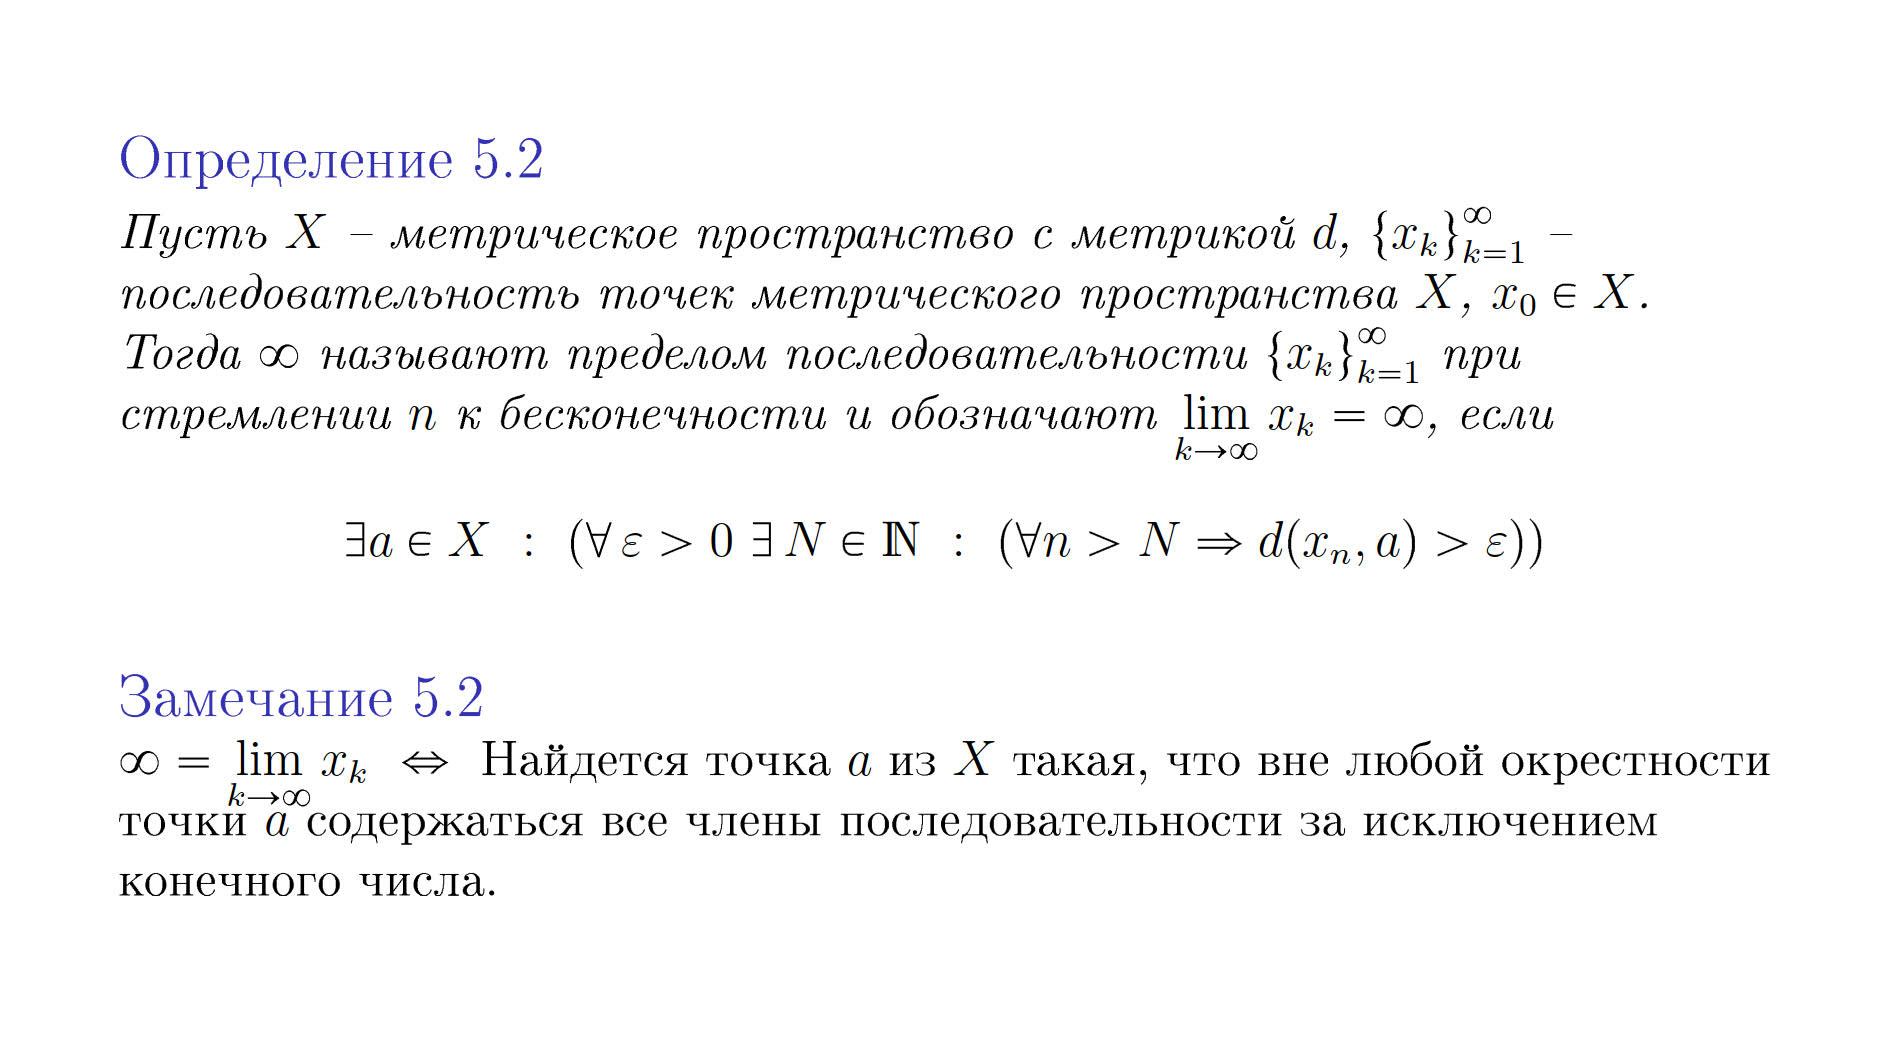 Определение 5.2
Пусть $X$ – метрическое пространство с метрикой $d$, $\{x_k\}_{k=1}^{\infty}$ –
последовательность точек метрического пространства $X$, $x_0 \in X$.
Тогда $\infty$ называют пределом последовательности $\{x_k\}_{k=1}^{\infty}$ при
стремлении $n$ к бесконечности и обозначают $\lim\limits_{k \to \infty} x_k = \infty$, если
$\exists a \in X \ : \ (\forall \varepsilon > 0 \ \exists N \in \mathbb{N} \ : \ (\forall n > N \Rightarrow d(x_n, a) > \varepsilon))$
Замечание 5.2
$\infty = \lim\limits_{k \to \infty} x_k \Leftrightarrow$ Найдется точка $a$ из $X$ такая, что вне любой окрестности
точки $a$ содержаться все члены последовательности за исключением
конечного числа.